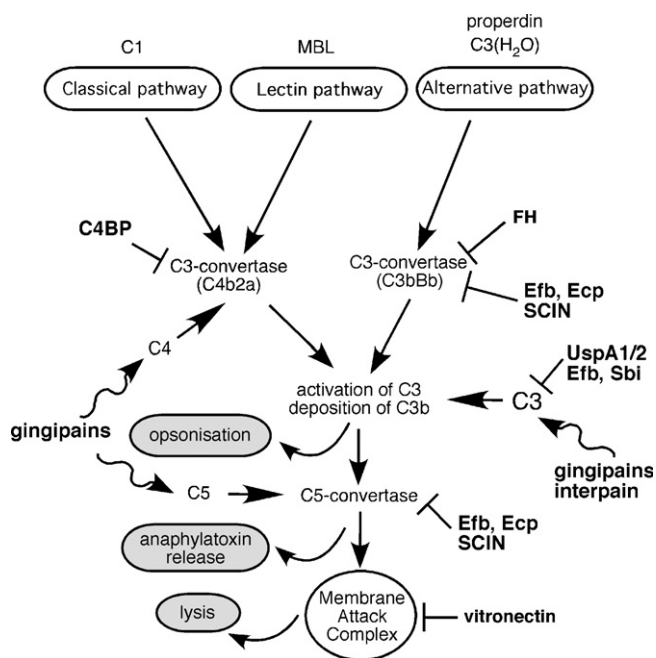 properdin
C1
MBL
C3(H₂O)
Classical pathway
Lectin pathway
Alternative pathway
C4BP
FH
C3-convertase
(C4b2a)
C3-convertase
(C3bBb)
Efb, Ecp
SCIN
C4
UspA1/2
Efb, Sbi
activation of C3
deposition of C3b
C3
gingipains
opsonisation
gingipains
interpain
C5
C5-convertase
Efb, Ecp
SCIN
anaphylatoxin
release
Membrane
Attack
Complex
lysis
vitronectin